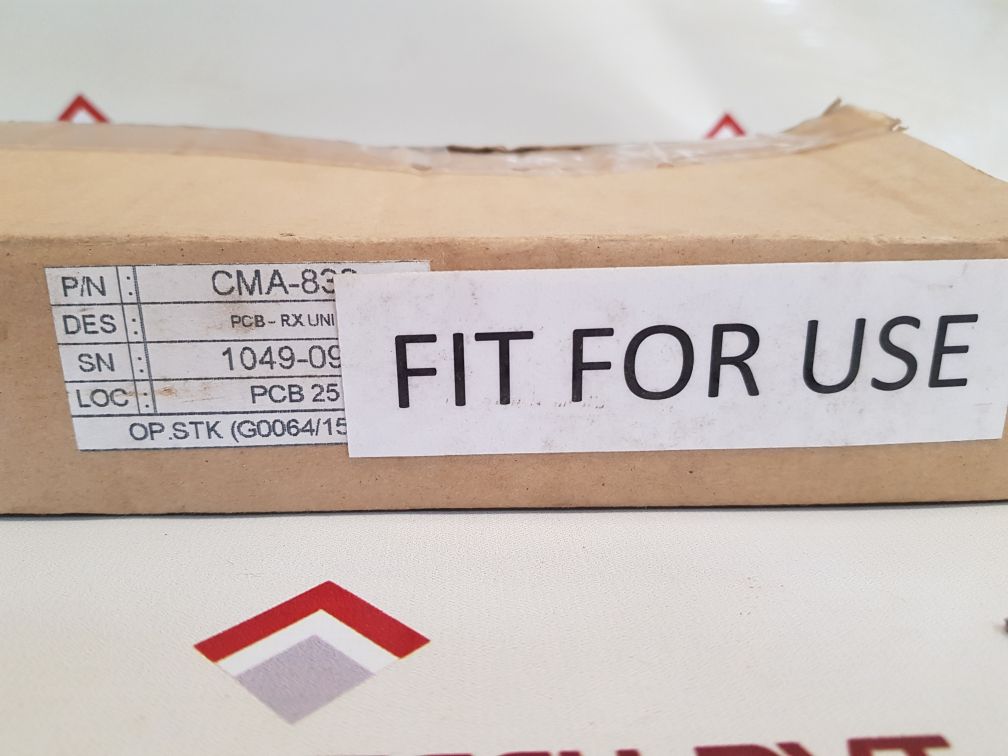 P/N : CMA-83
DES : PCB - RX UNI
SN : 1049-09
LOC : PCB 25
OP.STK (G0064/15
FIT FOR USE